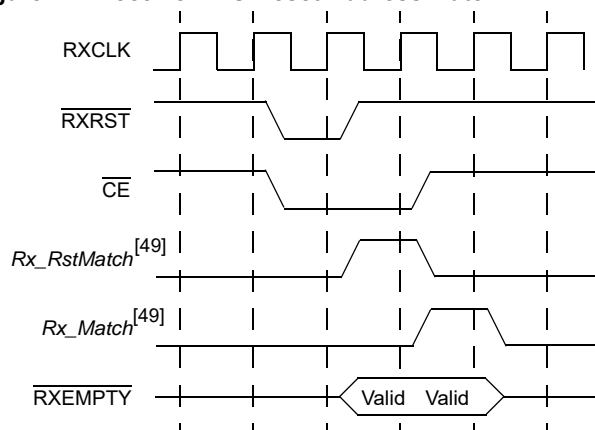 RXCLK
RXRST
CE
Rx_RstMatch[49]
Rx_Match[49]
RXEMPTY Valid Valid